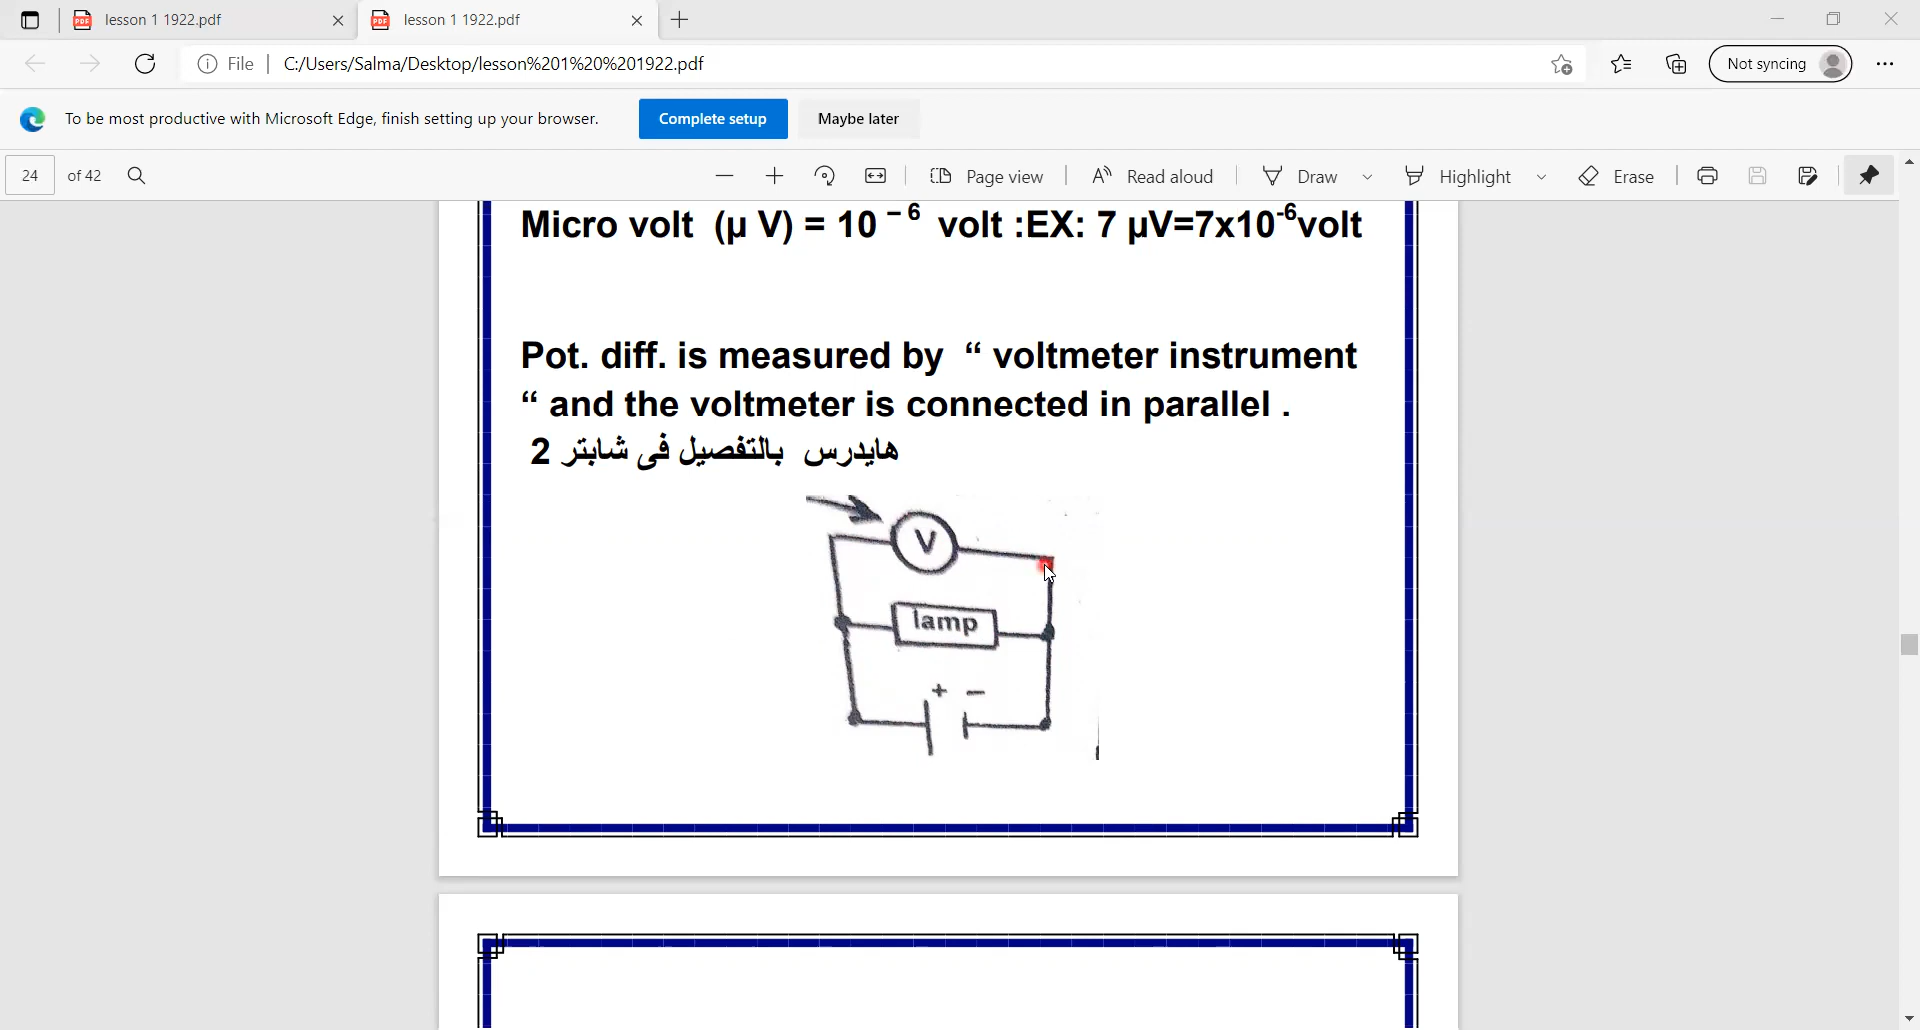 lesson 1 1922.pdf
lesson 1 1922.pdf
File
C:/Users/Salma/Desktop/lesson%201%20%201922.pdf
Not syncing
To be most productive with Microsoft Edge, finish setting up your browser.
Complete setup
Maybe later
24 of 42
Page view
Read aloud
Draw
Highlight
Erase
Micro volt (µ V) = 10 ⁻⁶ volt :EX: 7 µV=7x10⁻⁶volt
Pot. diff. is measured by “ voltmeter instrument
“ and the voltmeter is connected in parallel .
هايدرس بالتفصيل فى شابتر 2
V
lamp
+ −